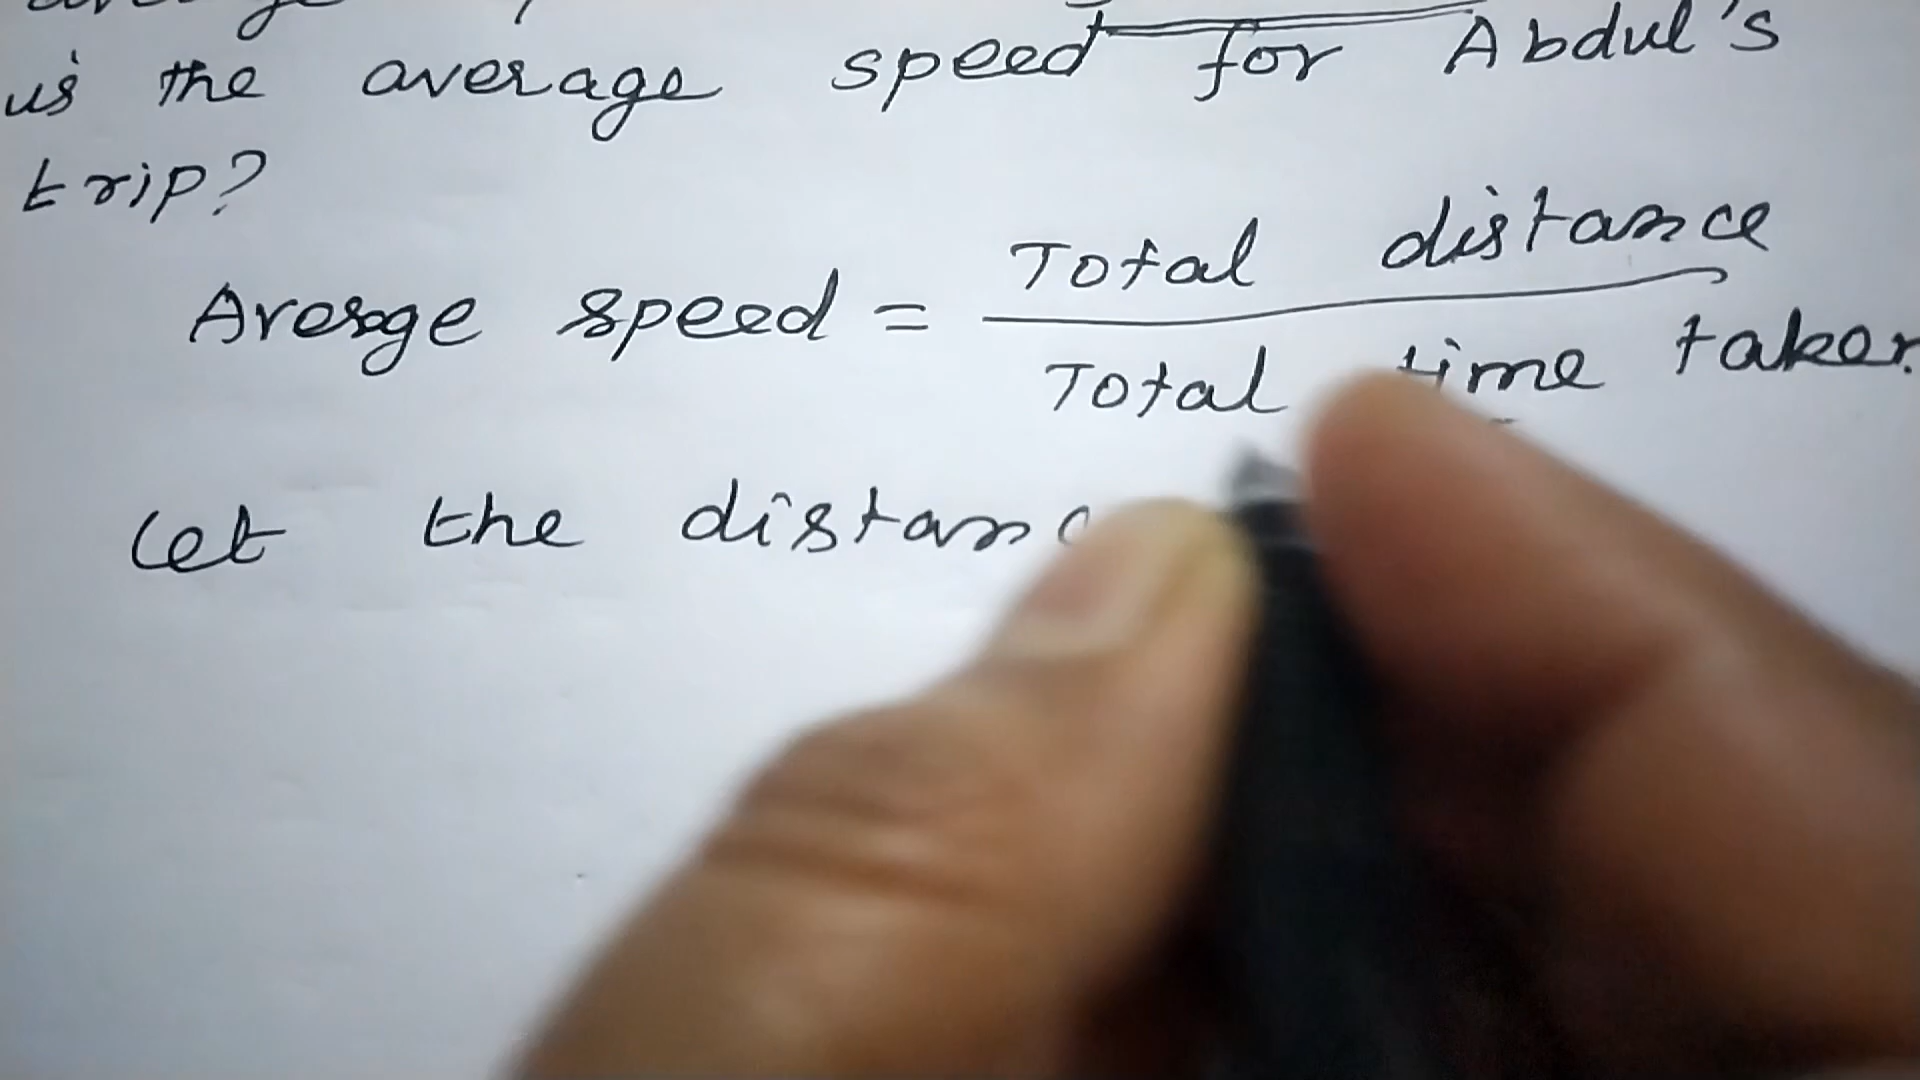 is the average speed for Abdul's
trip?
Average speed = Total distance
Total time taken
Let the distanc